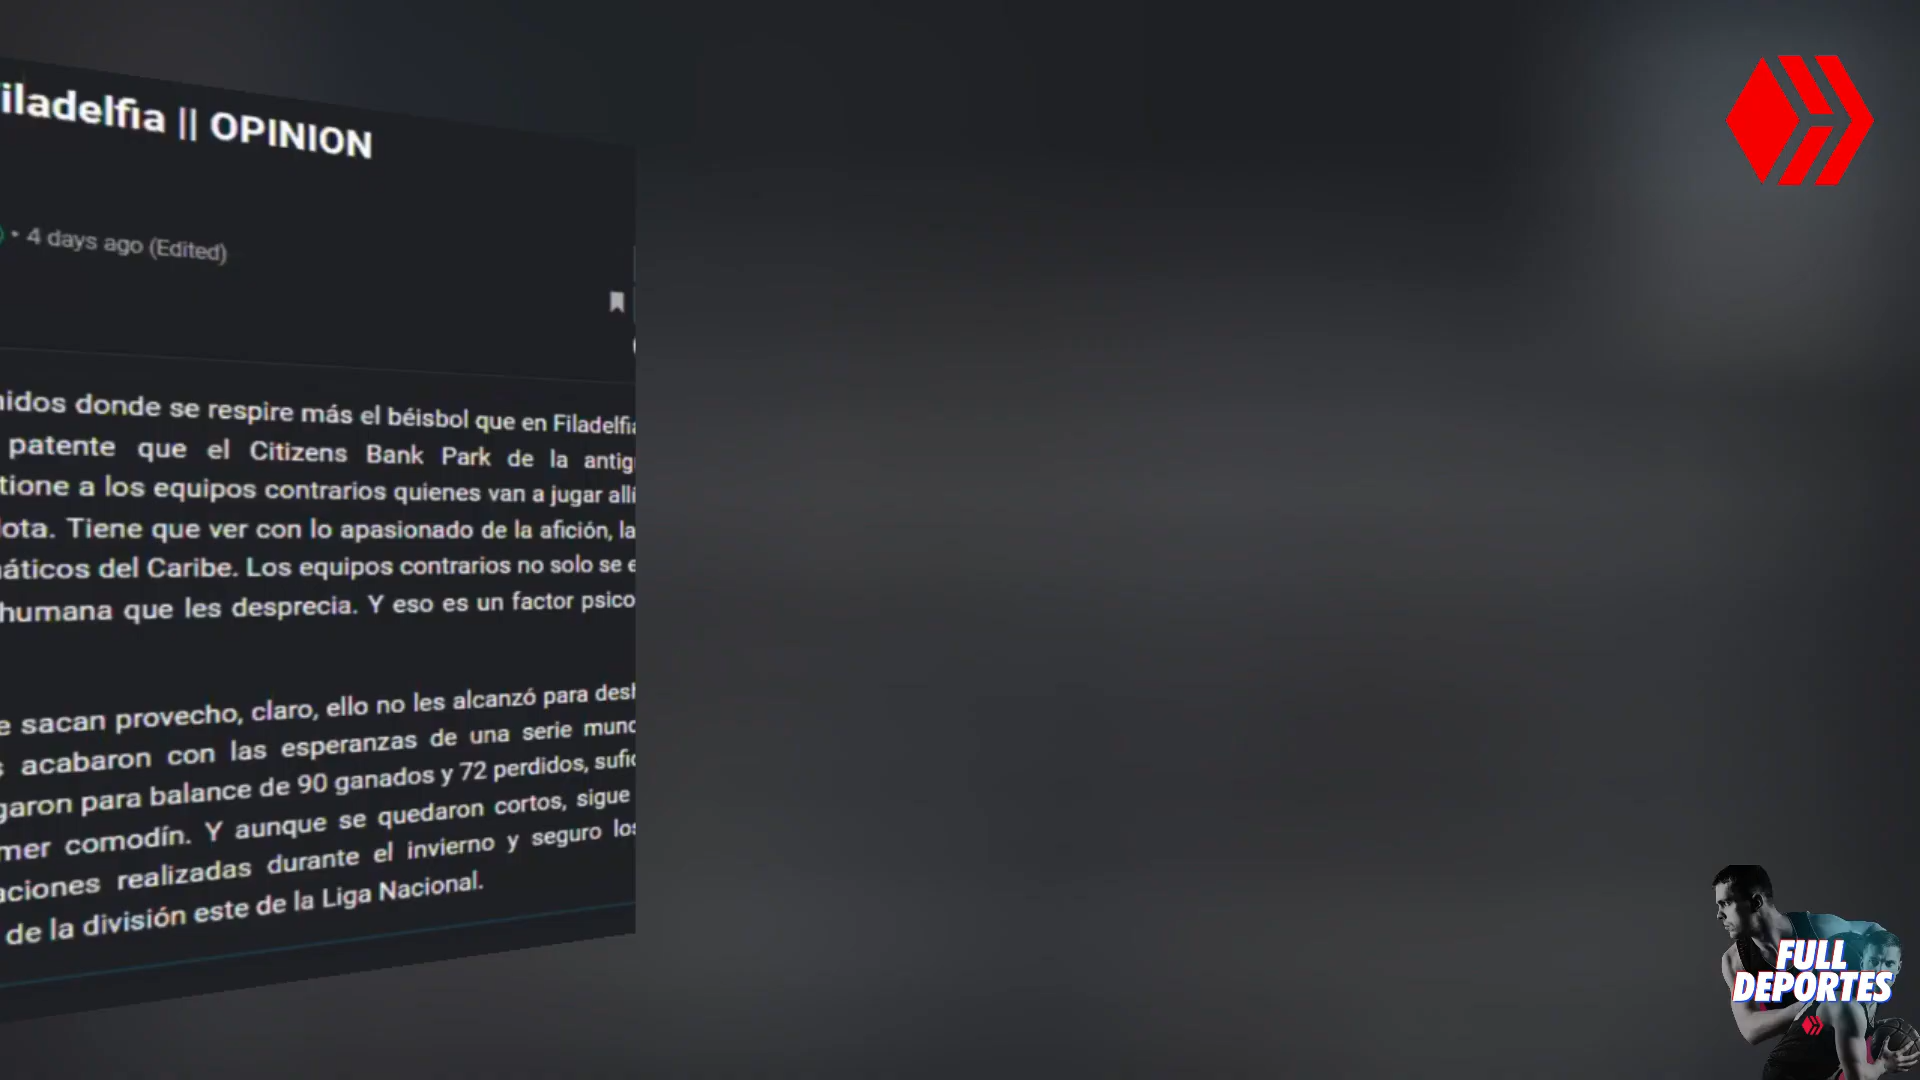 iladelfia || OPINION
• 4 days ago (Edited)
nidos donde se respire más el béisbol que en Filadelfia
patente que el Citizens Bank Park de la antig
tione a los equipos contrarios quienes van a jugar allí
lota. Tiene que ver con lo apasionado de la afición, la
náticos del Caribe. Los equipos contrarios no solo se e
humana que les desprecia. Y eso es un factor psico
e sacan provecho, claro, ello no les alcanzó para des
s acabaron con las esperanzas de una serie mund
garon para balance de 90 ganados y 72 perdidos, sufic
mer comodín. Y aunque se quedaron cortos, sigue
aciones realizadas durante el invierno y seguro los
de la división este de la Liga Nacional.
FULL
DEPORTES